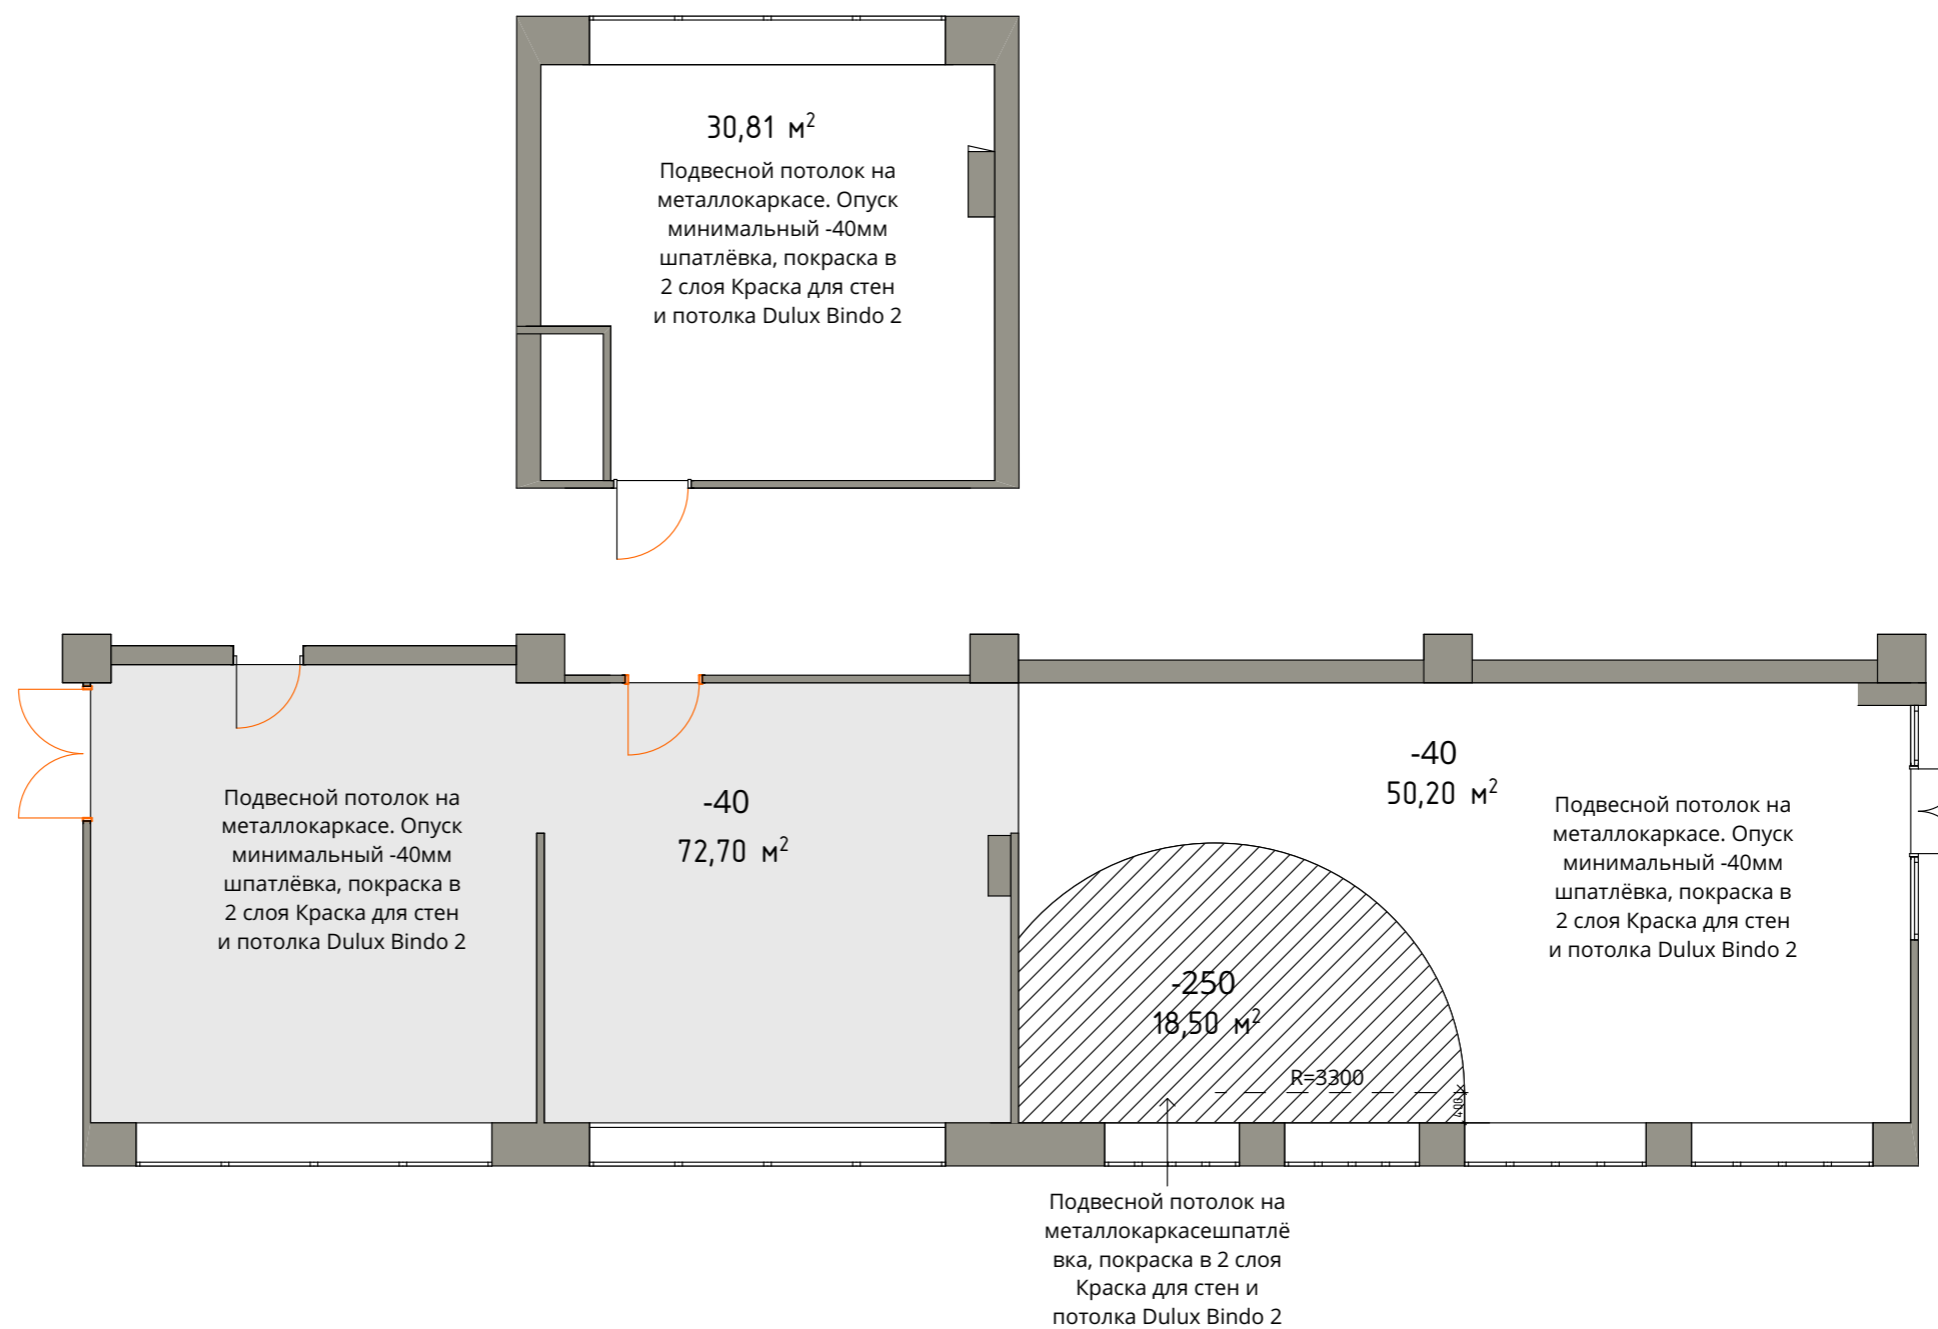 30,81 м²
Подвесной потолок на
металлокаркасе. Опуск
минимальный -40мм
шпатлёвка, покраска в
2 слоя Краска для стен
и потолка Dulux Bindo 2
Подвесной потолок на
металлокаркасе. Опуск
минимальный -40мм
шпатлёвка, покраска в
2 слоя Краска для стен
и потолка Dulux Bindo 2
-40
72,70 м²
-40
50,20 м²
Подвесной потолок на
металлокаркасе. Опуск
минимальный -40мм
шпатлёвка, покраска в
2 слоя Краска для стен
и потолка Dulux Bindo 2
-250
18,50 м²
R=3300
400
Подвесной потолок на
металлокаркасешпатлё
вка, покраска в 2 слоя
Краска для стен и
потолка Dulux Bindo 2